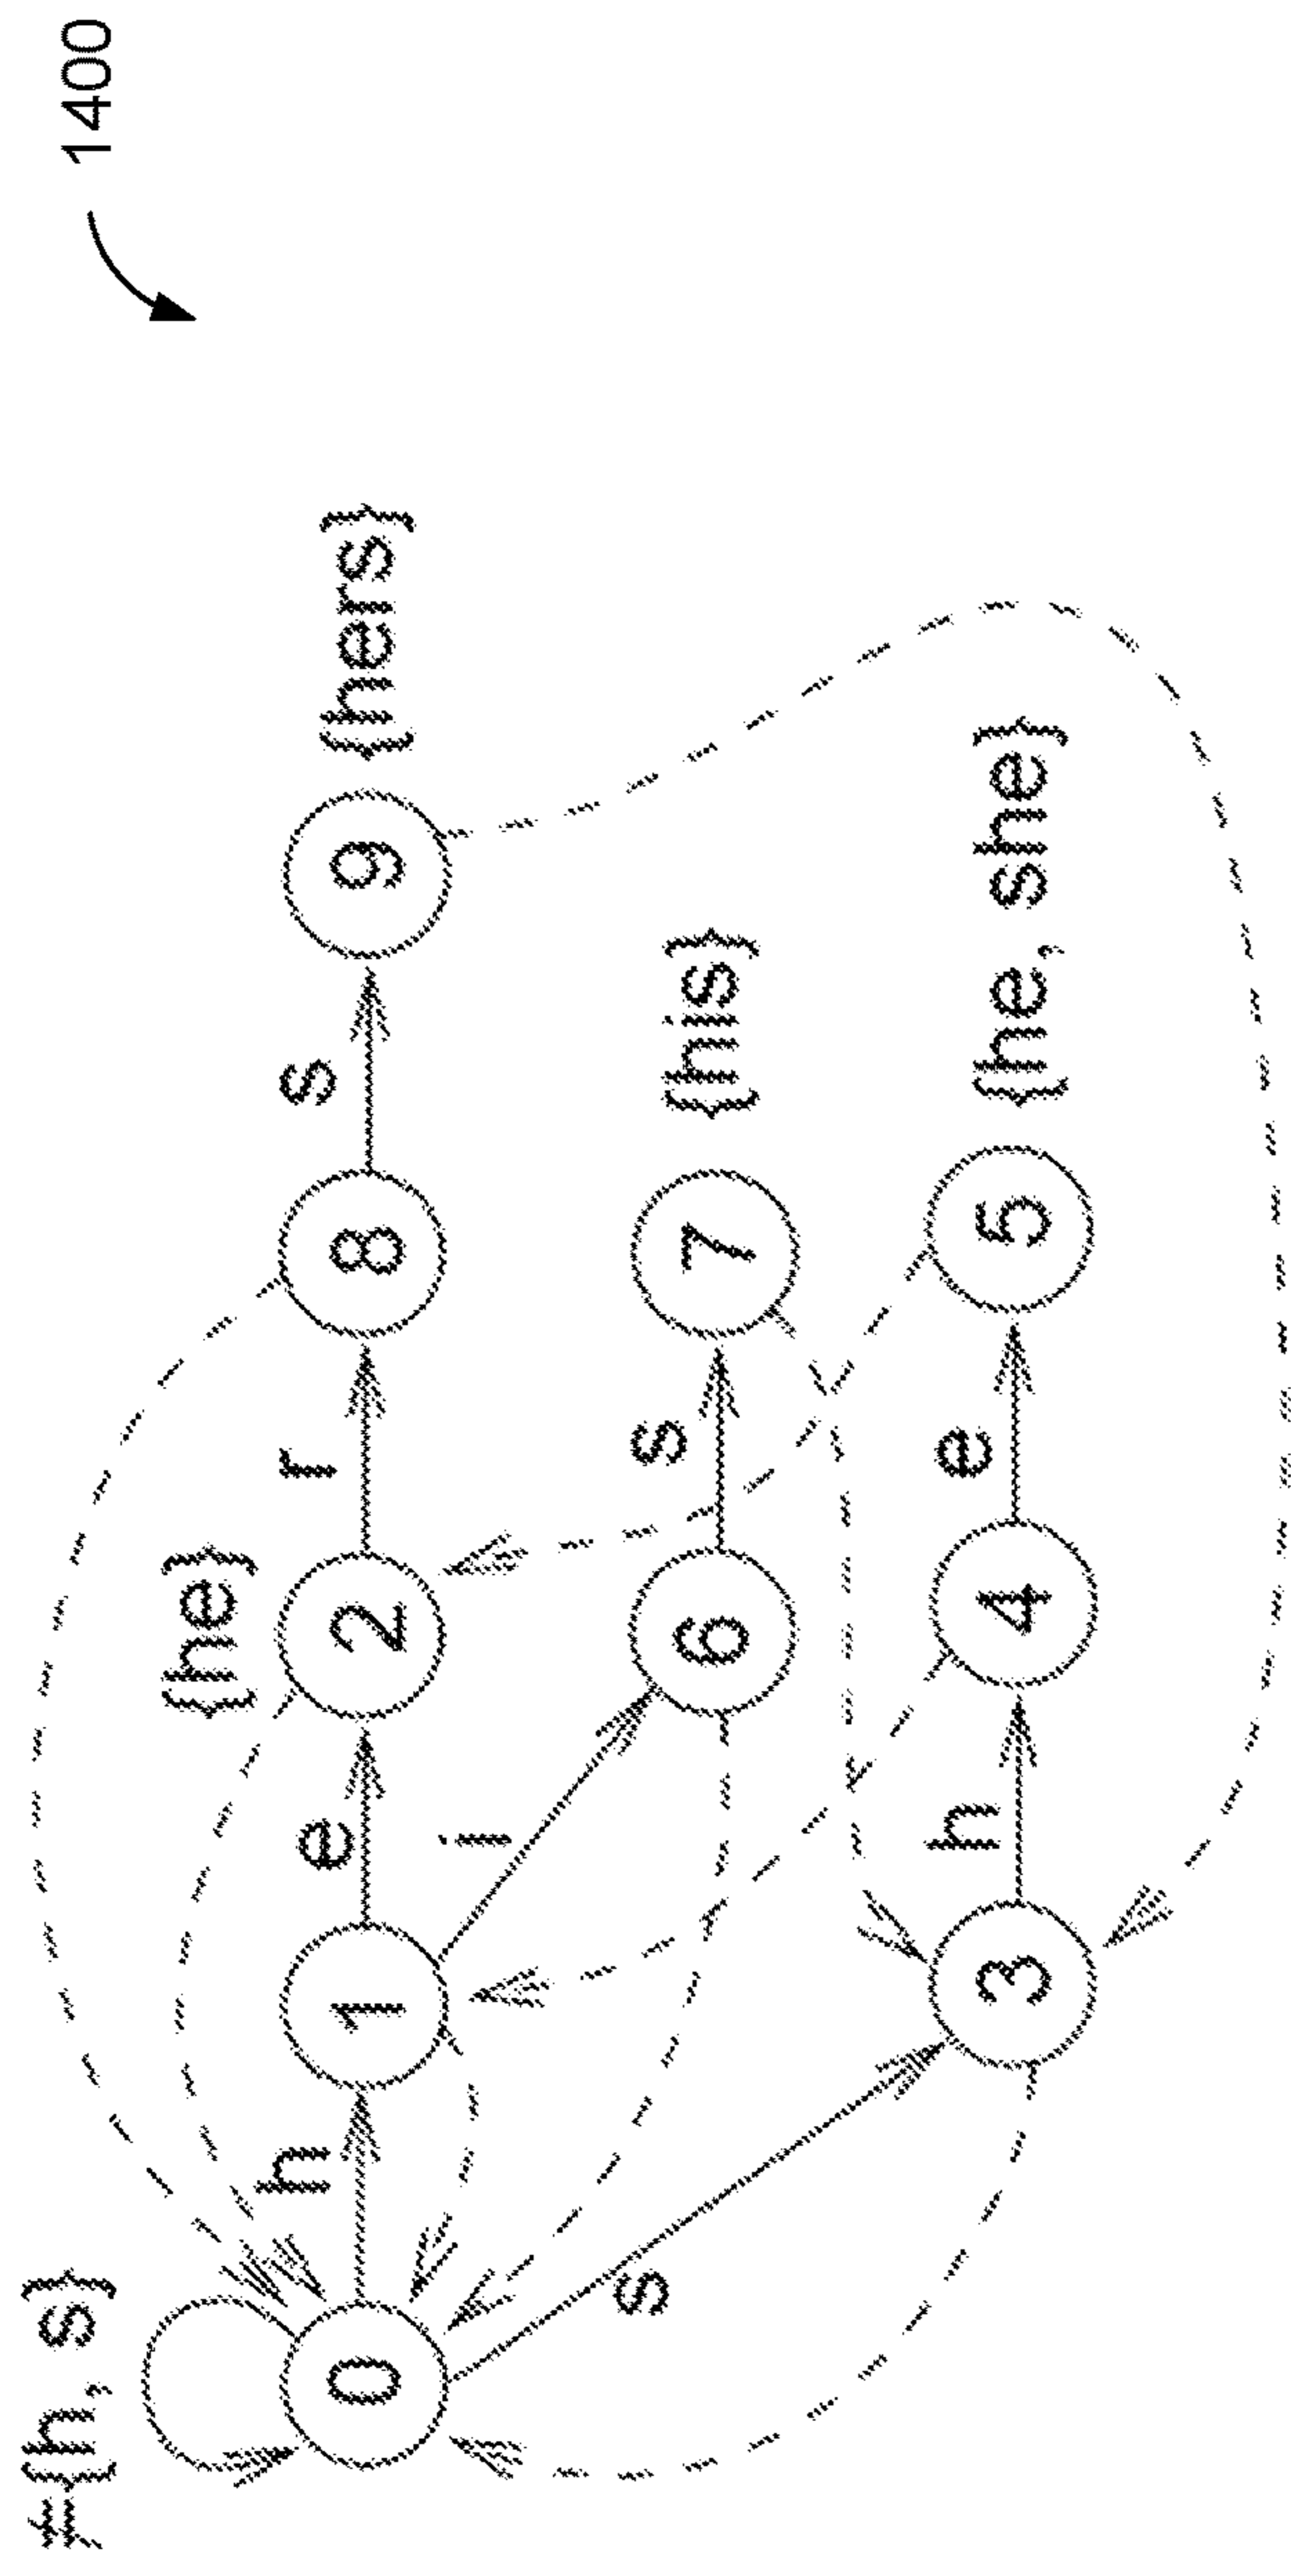 1400
≠{h, s}
0
h
1
e
2
{he}
r
8
s
9
{hers}
i
6
s
7
{his}
s
3
h
4
e
5
{he, she}